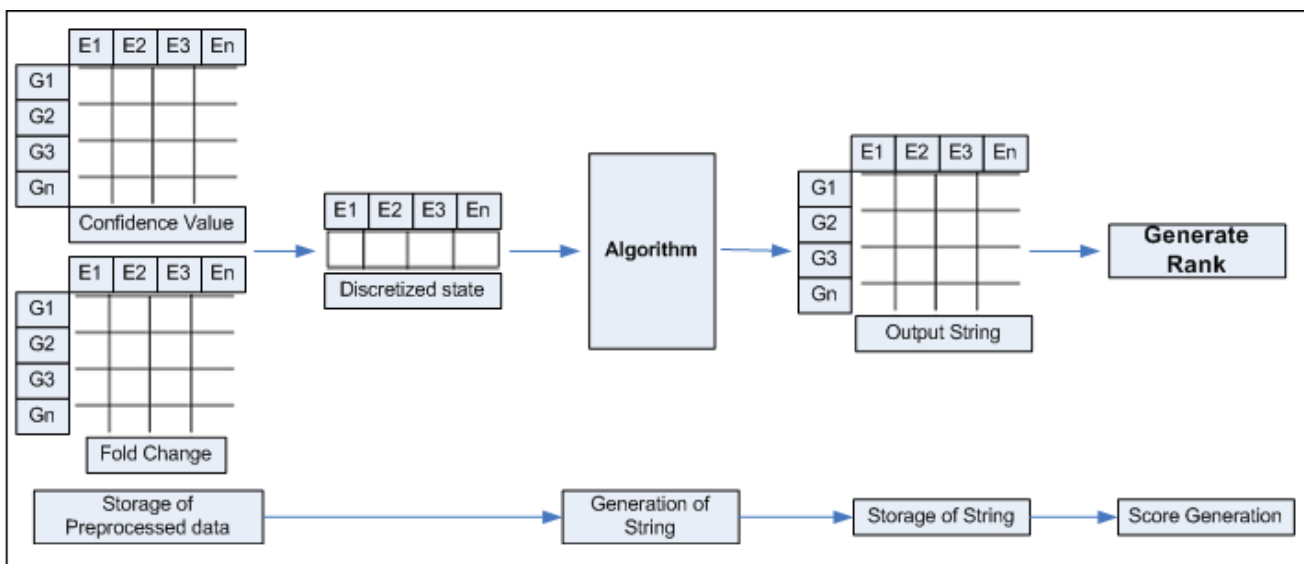 E1 E2 E3 En
G1
G2
G3
Gn
Confidence Value
E1 E2 E3 En
G1
G2
G3
Gn
Fold Change
E1 E2 E3 En
Discretized state
Algorithm
E1 E2 E3 En
G1
G2
G3
Gn
Output String
Generate
Rank
Storage of
Preprocessed data
Generation of
String
Storage of String
Score Generation